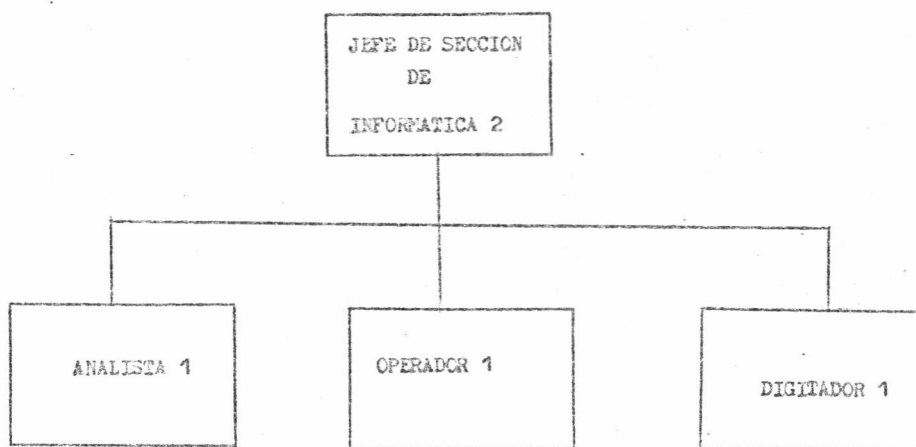 JEFE DE SECCION
DE
INFORMATICA 2
ANALISTA 1
OPERADOR 1
DIGITADOR 1